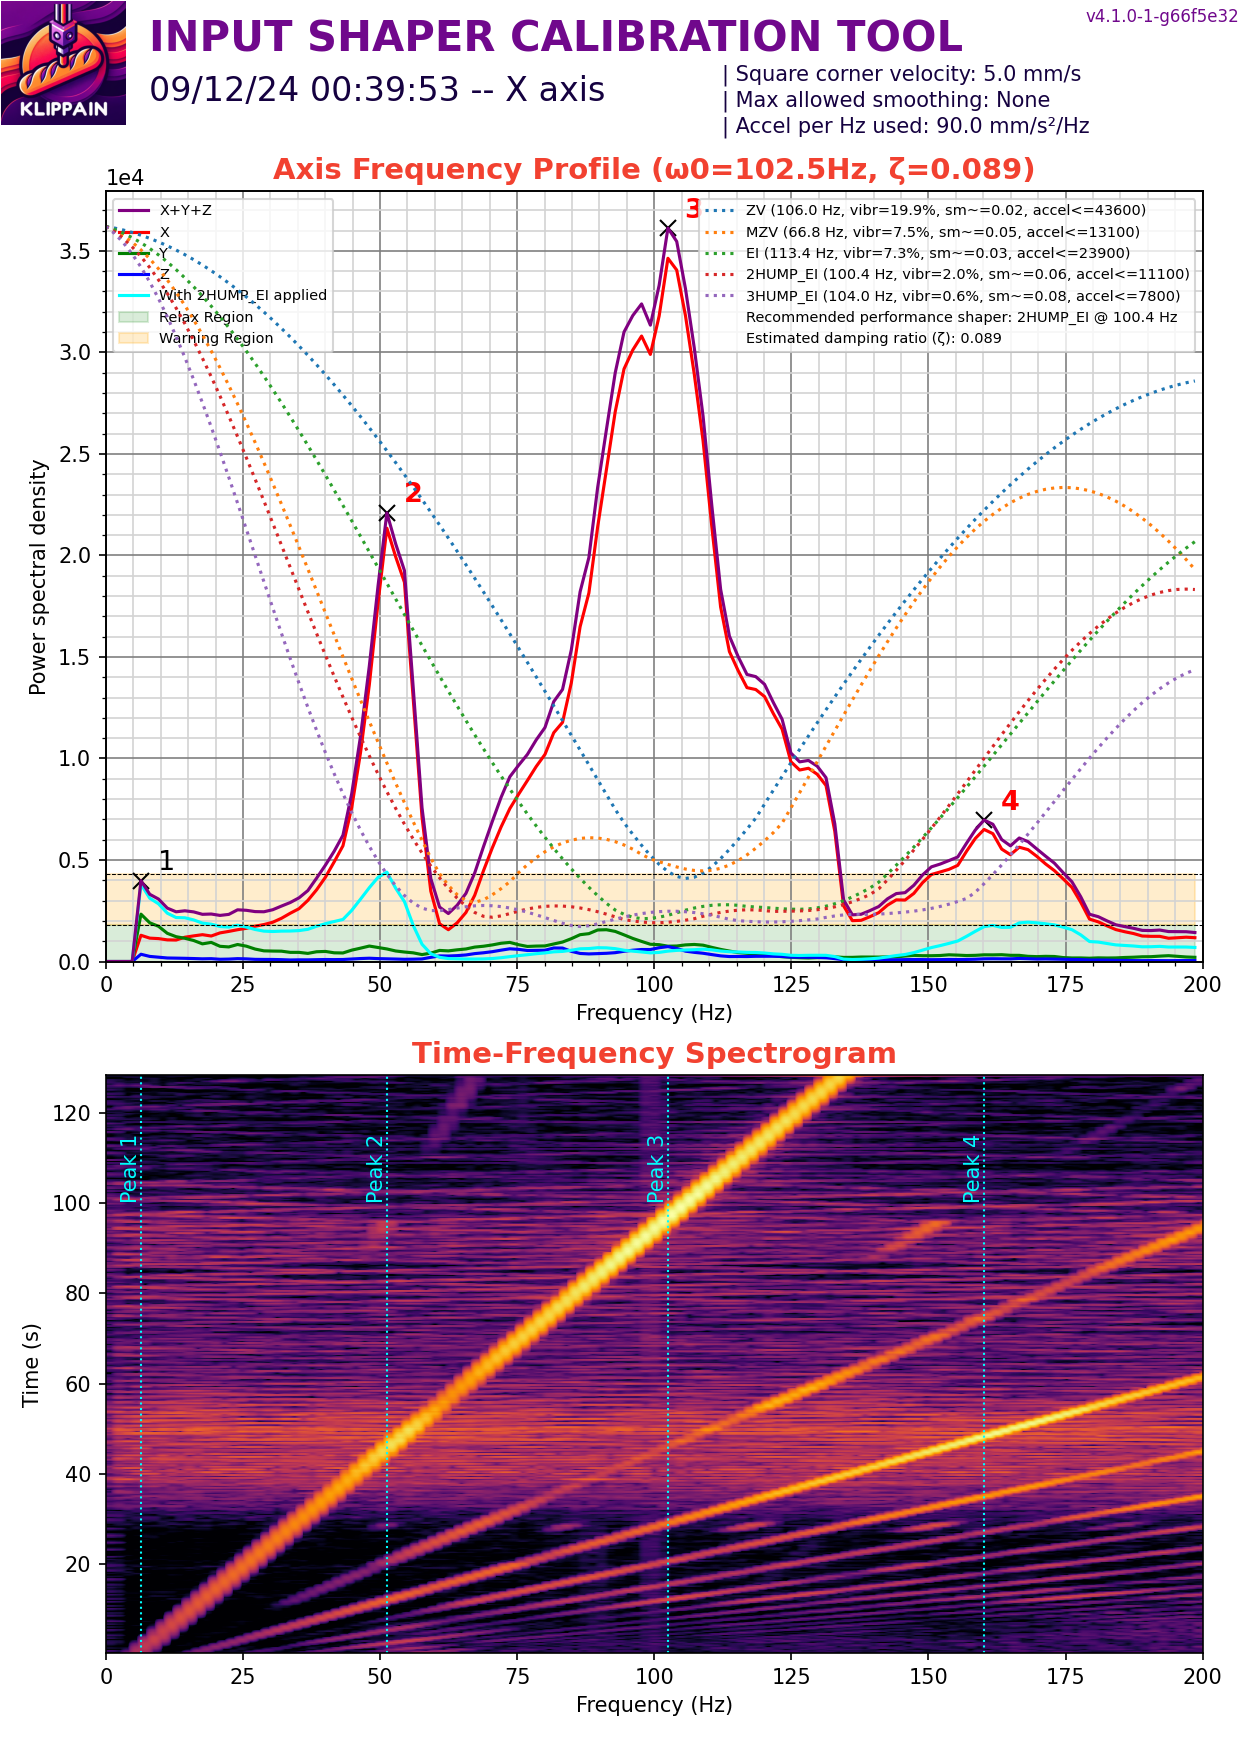 v4.1.0-1-g66f5e32
INPUT SHAPER CALIBRATION TOOL
09/12/24 00:39:53 -- X axis
| Square corner velocity: 5.0 mm/s
| Max allowed smoothing: None
| Accel per Hz used: 90.0 mm/s²/Hz
KLIPPAIN
Axis Frequency Profile (ω0=102.5Hz, ζ=0.089)
1e4
X+Y+Z
X
Y
Z
With 2HUMP_EI applied
Relax Region
Warning Region
ZV (106.0 Hz, vibr=19.9%, sm~=0.02, accel<=43600)
MZV (66.8 Hz, vibr=7.5%, sm~=0.05, accel<=13100)
EI (113.4 Hz, vibr=7.3%, sm~=0.03, accel<=23900)
2HUMP_EI (100.4 Hz, vibr=2.0%, sm~=0.06, accel<=11100)
3HUMP_EI (104.0 Hz, vibr=0.6%, sm~=0.08, accel<=7800)
Recommended performance shaper: 2HUMP_EI @ 100.4 Hz
Estimated damping ratio (ζ): 0.089
3
2
4
1
3.5
3.0
2.5
2.0
1.5
1.0
0.5
0.0
Power spectral density
0 25 50 75 100 125 150 175 200
Frequency (Hz)
Time-Frequency Spectrogram
Peak 1
Peak 2
Peak 3
Peak 4
120
100
80
60
40
20
Time (s)
0 25 50 75 100 125 150 175 200
Frequency (Hz)